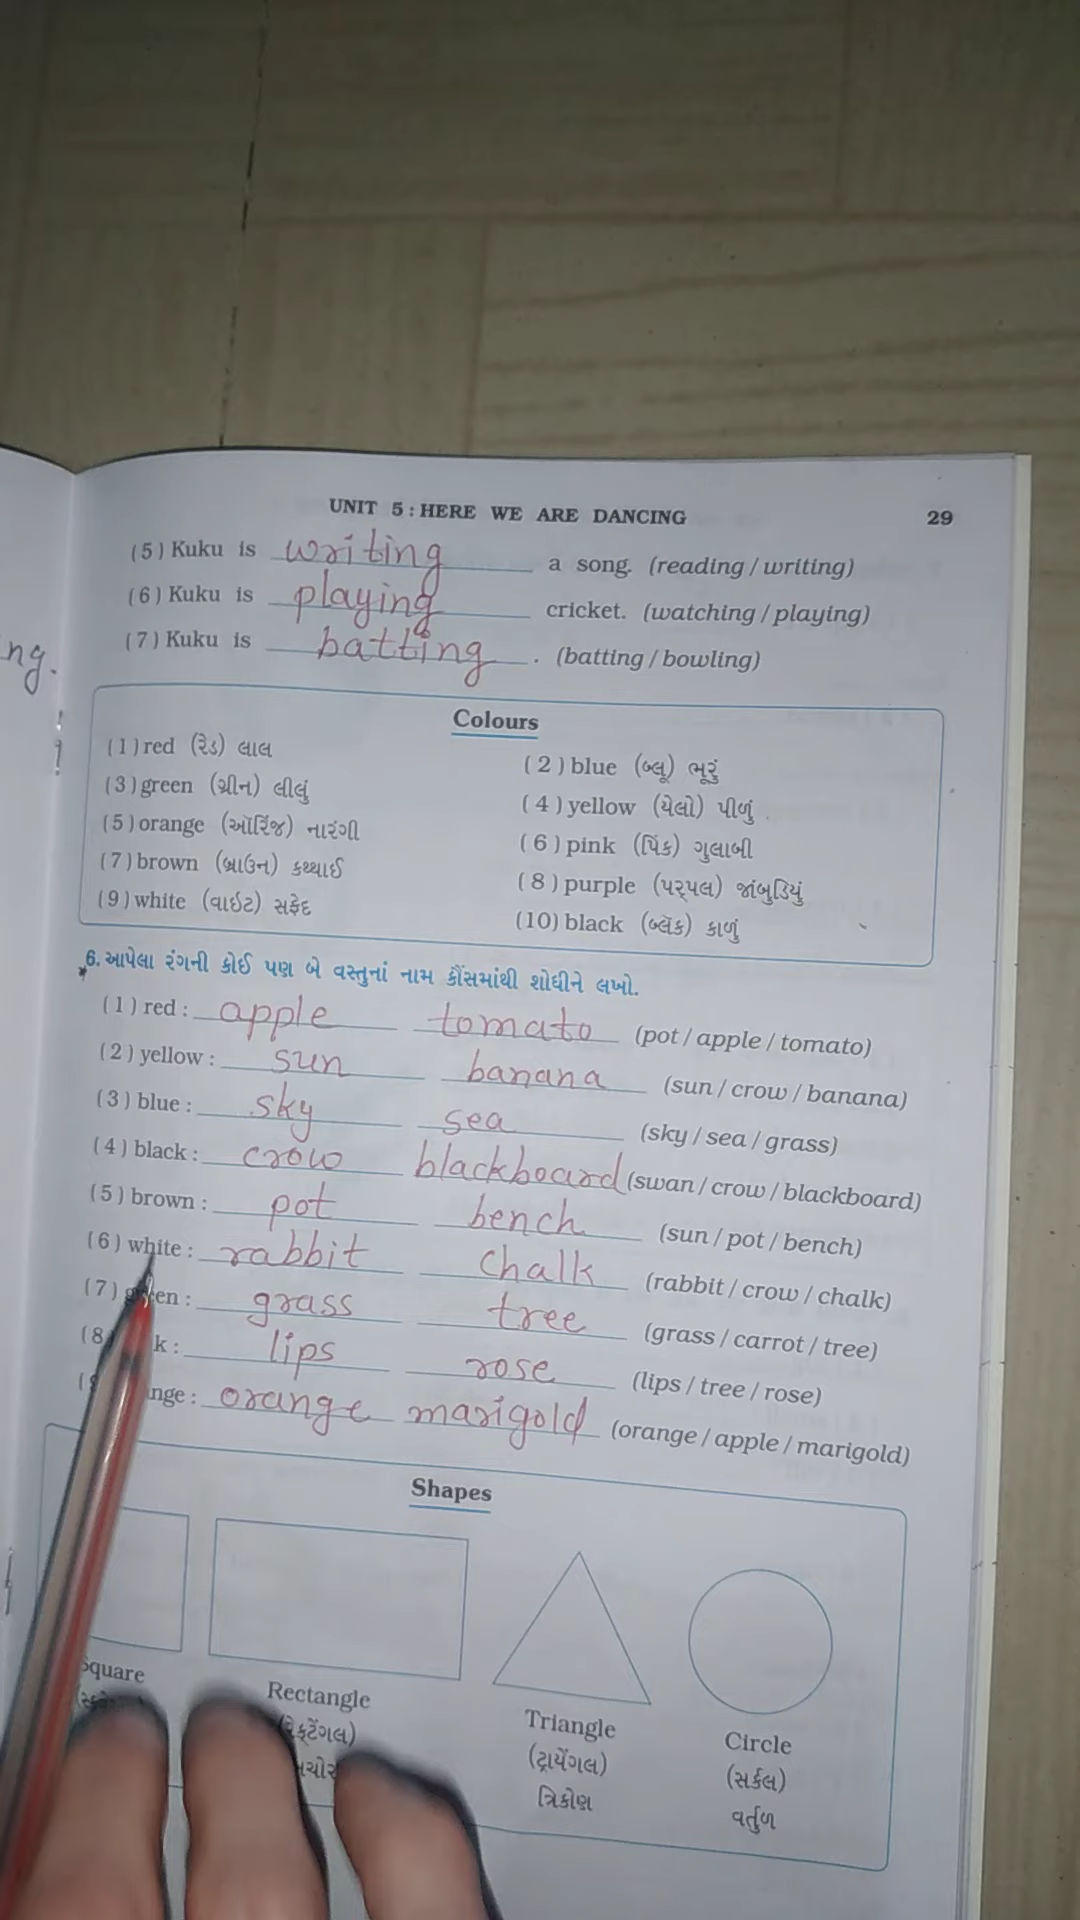 UNIT 5 : HERE WE ARE DANCING 29
(5) Kuku is writing a song. (reading / writing)
(6) Kuku is playing cricket. (watching / playing)
(7) Kuku is batting . (batting / bowling)
ng.
Colours
(1) red (રેડ) લાલ
(2) blue (બ્લૂ) ભૂરું
(3) green (ગ્રીન) લીલું
(4) yellow (યેલો) પીળું
(5) orange (ઑરિંજ) નારંગી
(6) pink (પિંક) ગુલાબી
(7) brown (બ્રાઉન) કથ્થાઈ
(8) purple (પર્પલ) જાંબુડિયું
(9) white (વાઇટ) સફેદ
(10) black (બ્લૅક) કાળું
*6. આપેલા રંગની કોઈ પણ બે વસ્તુનાં નામ કૌંસમાંથી શોધીને લખો.
(1) red : apple tomato (pot / apple / tomato)
(2) yellow : sun banana (sun / crow / banana)
(3) blue : sky sea (sky / sea / grass)
(4) black : crow blackboard (swan / crow / blackboard)
(5) brown : pot bench (sun / pot / bench)
(6) white : rabbit chalk (rabbit / crow / chalk)
(7) green : grass tree (grass / carrot / tree)
(8 k : lips rose (lips / tree / rose)
nge : orange marigold (orange / apple / marigold)
Shapes
Square
Rectangle
(રેક્ટેંગલ)
Triangle
(ટ્રાયેંગલ)
ત્રિકોણ
Circle
(સર્કલ)
વર્તુળ